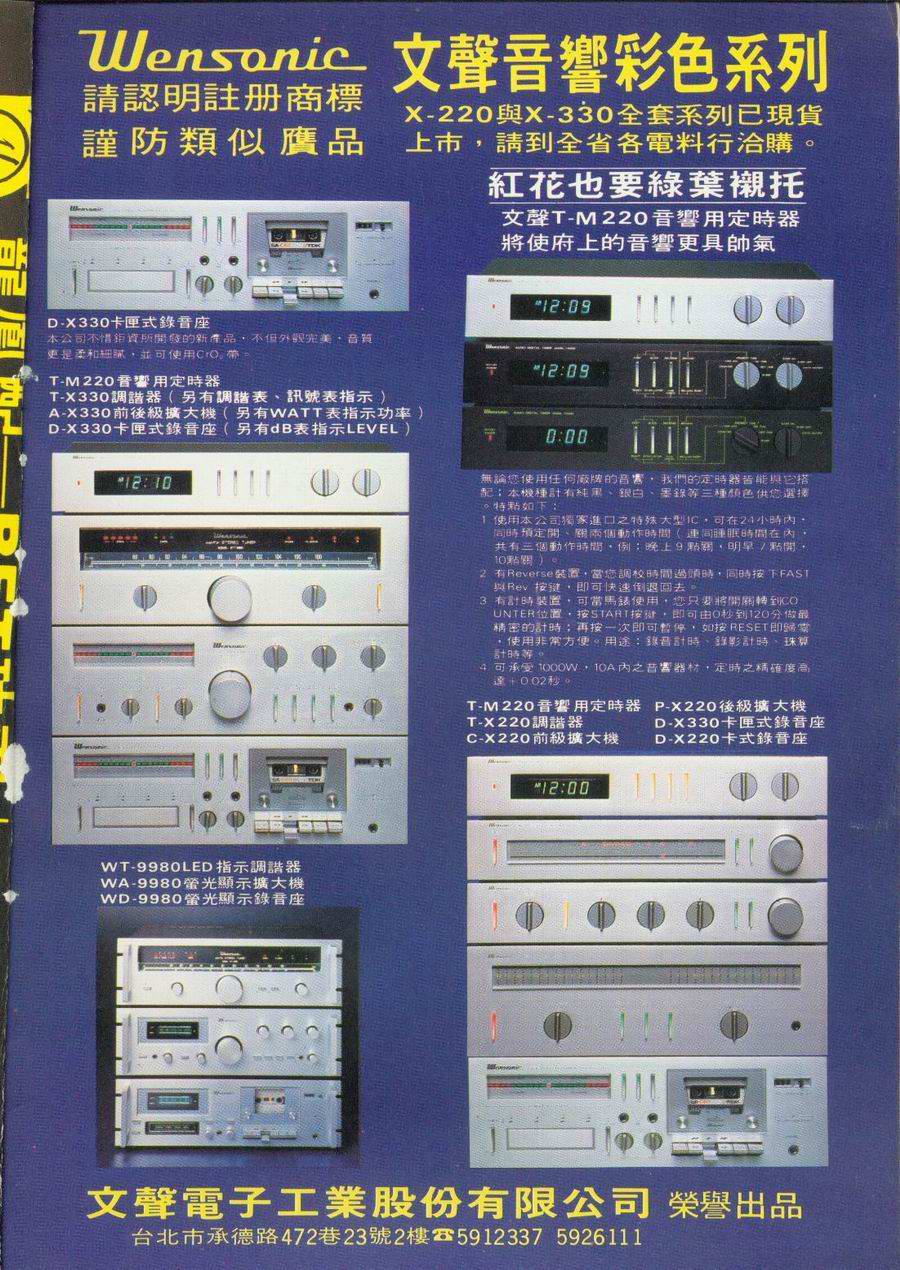 Wensonic
請認明註册商標
謹防類似鷹品
文聲音響彩色系列
X-220與X-330全套系列已現貨
上市，請到全省各電料行洽購。
紅花也要綠葉襯托
文聲T-M220音響用定時器
將使府上的音響更具帥氣
D-X330卡匣式錄音座
本公司不惜鉅資所開發的新產品，不但外觀完美，音質
更是柔和細膩，並可使用CrO₂帶。
T-M220音響用定時器
T-X330調諧器（另有調諧表、訊號表指示）
A-X330前後級擴大機（另有WATT表指示功率）
D-X330卡匣式錄音座（另有dB表指示LEVEL）
12:09
12:09
0:00
無論您使用任何廠牌的音響，我們的定時器皆能與它搭
配；本機種計有純黑、銀白、墨綠等三種顏色供您選擇
。特點如下：
1 使用本公司獨家進口之特殊大型IC，可在24小時內，
同時預定開、關兩個動作時間（連同睡眠時間在內，
共有三個動作時間，例：晚上9點關，明早7點開，
10點關）。
2 有Reverse裝置，當您調校時間過頭時，同時按下FAST
與Rev 按鍵，即可快速倒退回去。
3 有計時裝置，可當馬錶使用，您只要將開關轉到CO
UNTER位置，按START按鍵，即可由0秒到120分做最
精密的計時；再按一次即可暫停，如按RESET即歸零
，使用非常方便。用途：錄音計時、錄影計時、珠算
計時等。
4 可承受1000W，10A內之音響器材，定時之精確度高
達±0.02秒。
12:10
T-M220音響用定時器 P-X220後級擴大機
T-X220調諧器 D-X330卡匣式錄音座
C-X220前級擴大機 D-X220卡式錄音座
12:00
WT-9980LED指示調諧器
WA-9980螢光顯示擴大機
WD-9980螢光顯示錄音座
文聲電子工業股份有限公司 榮譽出品
台北市承德路472巷23號2樓☎5912337 5926111